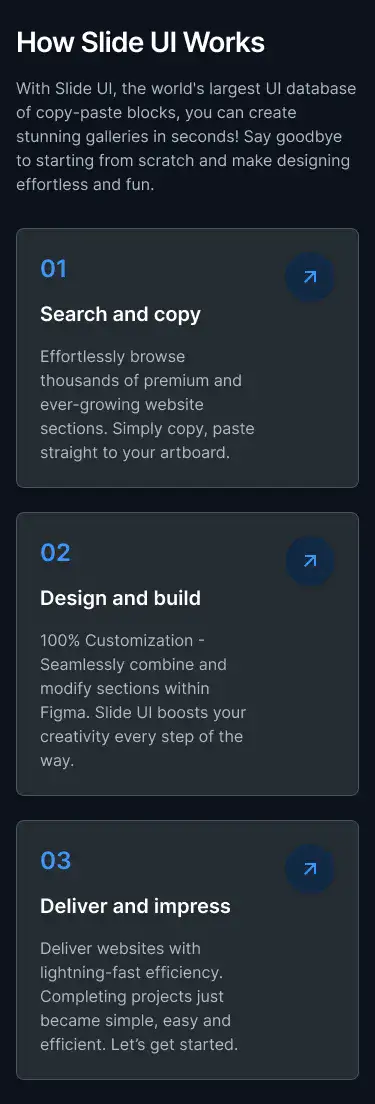 How Slide UI Works
With Slide UI, the world's largest UI database
of copy-paste blocks, you can create
stunning galleries in seconds! Say goodbye
to starting from scratch and make designing
effortless and fun.
01
Search and copy
Effortlessly browse
thousands of premium and
ever-growing website
sections. Simply copy, paste
straight to your artboard.
02
Design and build
100% Customization -
Seamlessly combine and
modify sections within
Figma. Slide UI boosts your
creativity every step of the
way.
03
Deliver and impress
Deliver websites with
lightning-fast efficiency.
Completing projects just
became simple, easy and
efficient. Let’s get started.